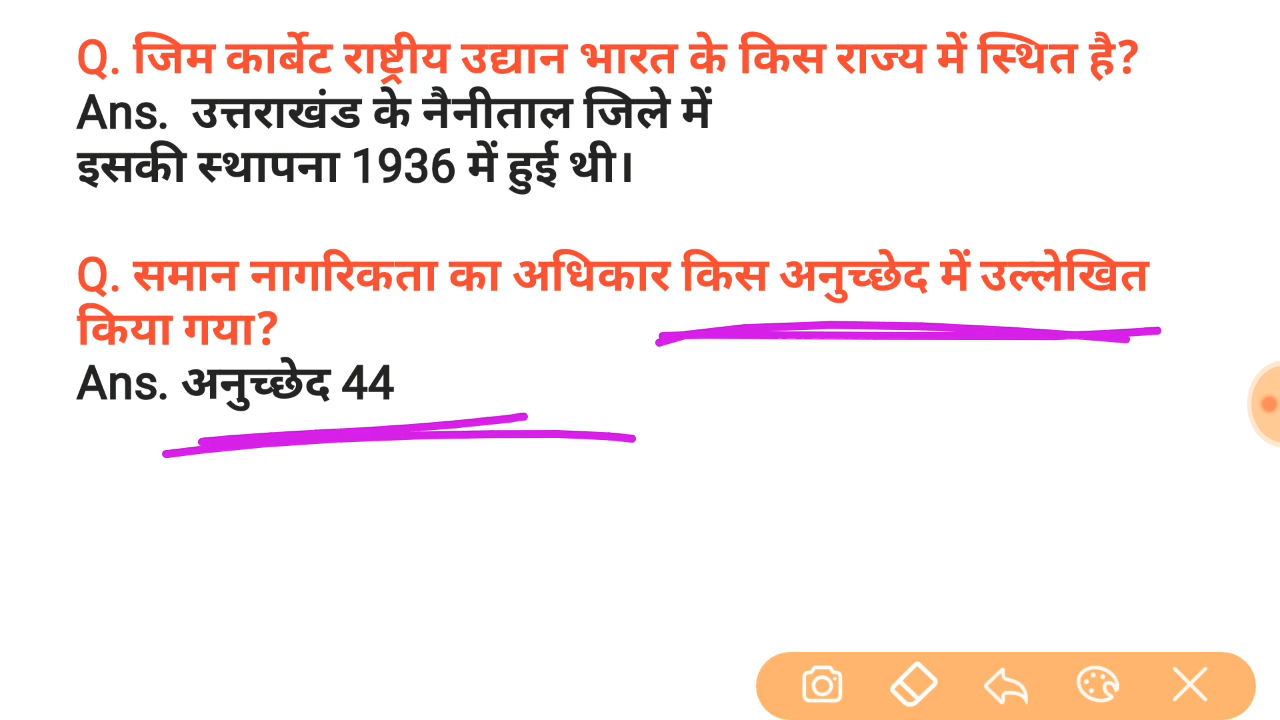 Q. जिम कार्बेट राष्ट्रीय उद्यान भारत के किस राज्य में स्थित है?
Ans. उत्तराखंड के नैनीताल जिले में
इसकी स्थापना 1936 में हुई थी।
Q. समान नागरिकता का अधिकार किस अनुच्छेद में उल्लेखित
किया गया?
Ans. अनुच्छेद 44